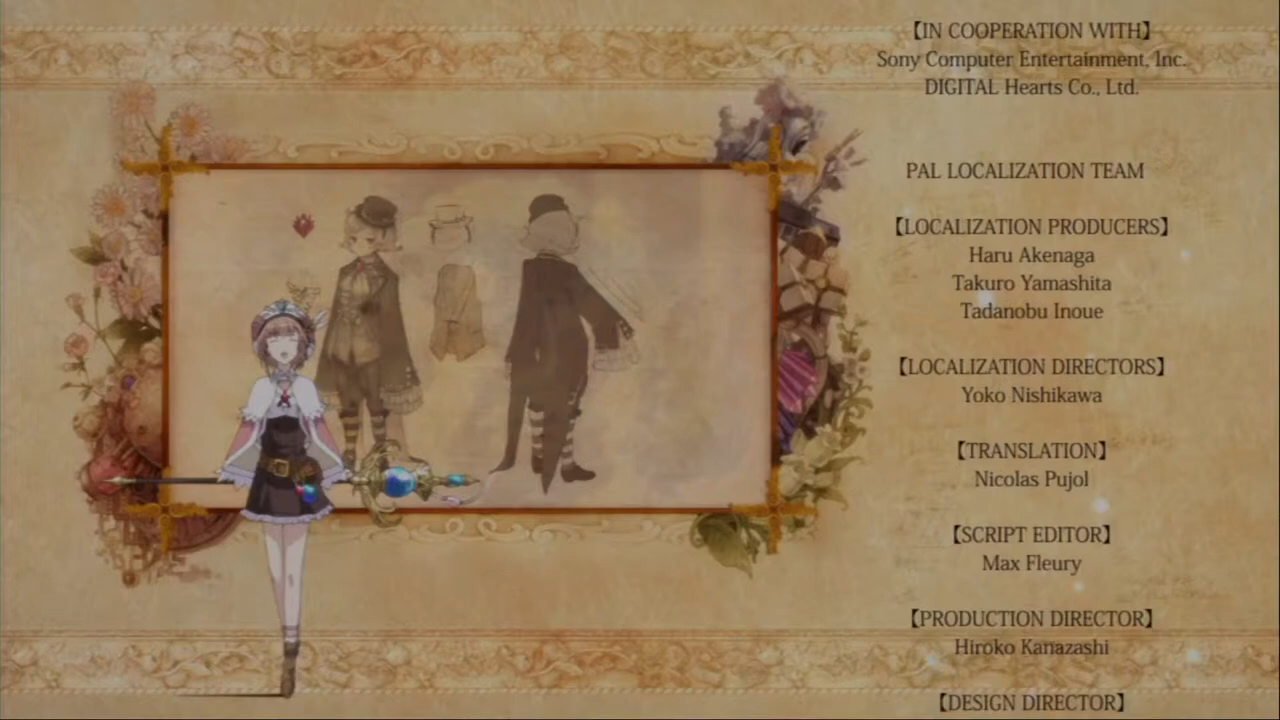 【IN COOPERATION WITH】
Sony Computer Entertainment, Inc.
DIGITAL Hearts Co., Ltd.
PAL LOCALIZATION TEAM
【LOCALIZATION PRODUCERS】
Haru Akenaga
Takuro Yamashita
Tadanobu Inoue
【LOCALIZATION DIRECTORS】
Yoko Nishikawa
【TRANSLATION】
Nicolas Pujol
【SCRIPT EDITOR】
Max Fleury
【PRODUCTION DIRECTOR】
Hiroko Kanazashi
【DESIGN DIRECTOR】